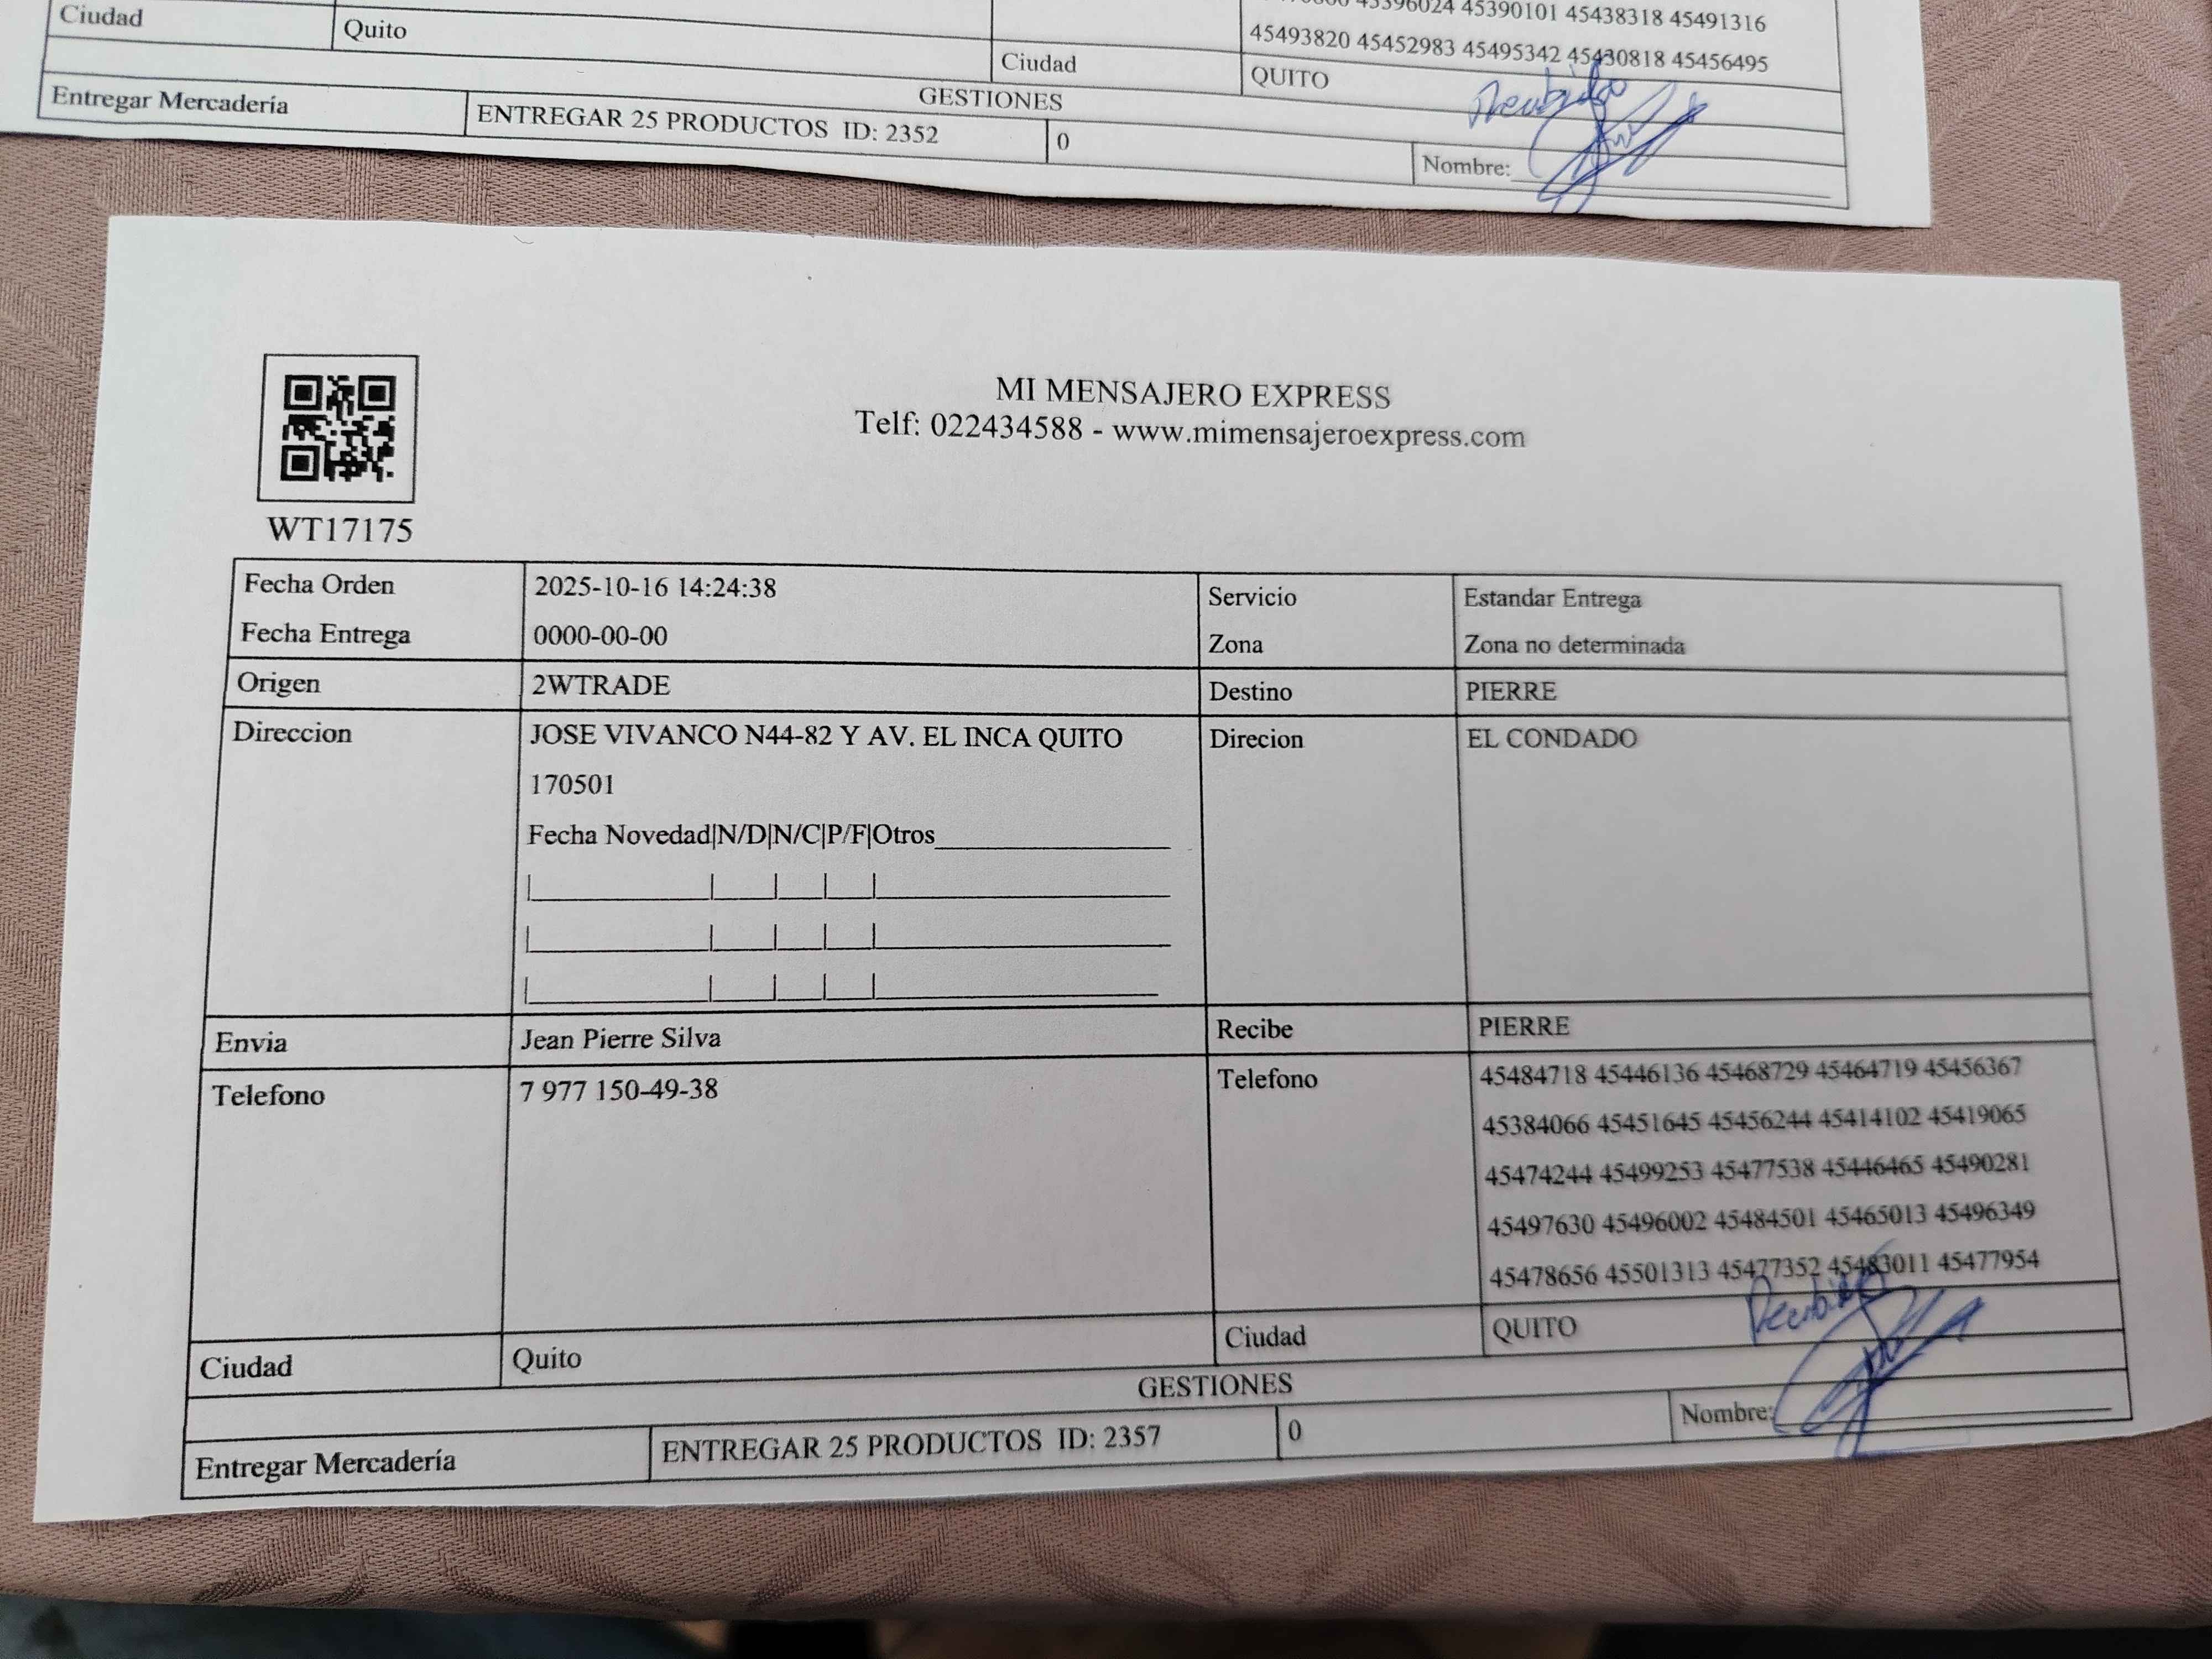 Ciudad
Quito
45396024 45390101 45438318 45491316
45493820 45452983 45495342 45430818 45456495
Ciudad
QUITO
GESTIONES
Entregar Mercadería
ENTREGAR 25 PRODUCTOS ID: 2352
0
Recibido
Nombre:
WT17175
MI MENSAJERO EXPRESS
Telf: 022434588 - www.mimensajeroexpress.com
Fecha Orden
2025-10-16 14:24:38
Servicio
Estandar Entrega
Fecha Entrega
0000-00-00
Zona
Zona no determinada
Origen
2WTRADE
Destino
PIERRE
Direccion
JOSE VIVANCO N44-82 Y AV. EL INCA QUITO
170501
Fecha Novedad|N/D|N/C|P/F|Otros
Direcion
EL CONDADO
Envia
Jean Pierre Silva
Recibe
PIERRE
Telefono
7 977 150-49-38
Telefono
45484718 45446136 45468729 45464719 45456367
45384066 45451645 45456244 45414102 45419065
45474244 45499253 45477538 45446465 45490281
45497630 45496002 45484501 45465013 45496349
45478656 45501313 45477352 45483011 45477954
Ciudad
Quito
Ciudad
QUITO
Recibido
GESTIONES
Entregar Mercadería
ENTREGAR 25 PRODUCTOS ID: 2357
0
Nombre: